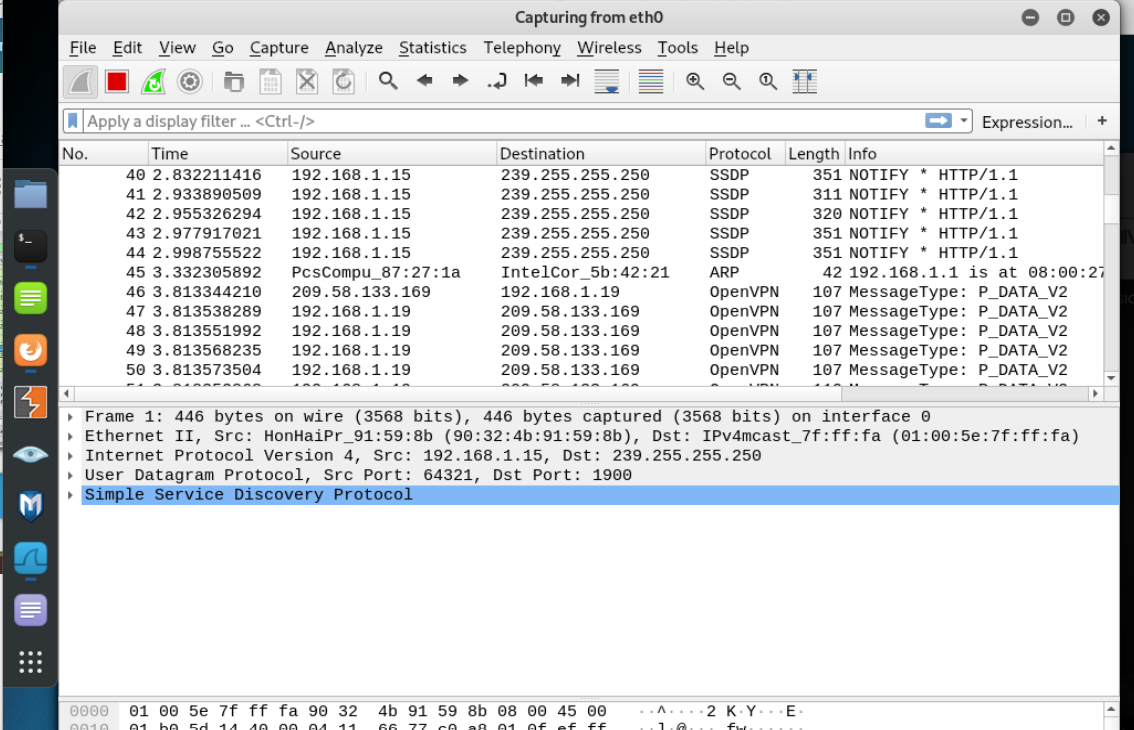 Capturing from eth0
File Edit View Go Capture Analyze Statistics Telephony Wireless Tools Help
Apply a display filter ... <Ctrl-/> Expression... +
No. Time Source Destination Protocol Length Info
40 2.832211416 192.168.1.15 239.255.255.250 SSDP 351 NOTIFY * HTTP/1.1
41 2.933890509 192.168.1.15 239.255.255.250 SSDP 311 NOTIFY * HTTP/1.1
42 2.955326294 192.168.1.15 239.255.255.250 SSDP 320 NOTIFY * HTTP/1.1
43 2.977917021 192.168.1.15 239.255.255.250 SSDP 351 NOTIFY * HTTP/1.1
44 2.998755522 192.168.1.15 239.255.255.250 SSDP 351 NOTIFY * HTTP/1.1
45 3.332305892 PcsCompu_87:27:1a IntelCor_5b:42:21 ARP 42 192.168.1.1 is at 08:00:27
46 3.813344210 209.58.133.169 192.168.1.19 OpenVPN 107 MessageType: P_DATA_V2
47 3.813538289 192.168.1.19 209.58.133.169 OpenVPN 107 MessageType: P_DATA_V2
48 3.813551992 192.168.1.19 209.58.133.169 OpenVPN 107 MessageType: P_DATA_V2
49 3.813568235 192.168.1.19 209.58.133.169 OpenVPN 107 MessageType: P_DATA_V2
50 3.813573504 192.168.1.19 209.58.133.169 OpenVPN 107 MessageType: P_DATA_V2
Frame 1: 446 bytes on wire (3568 bits), 446 bytes captured (3568 bits) on interface 0
Ethernet II, Src: HonHaiPr_91:59:8b (90:32:4b:91:59:8b), Dst: IPv4mcast_7f:ff:fa (01:00:5e:7f:ff:fa)
Internet Protocol Version 4, Src: 192.168.1.15, Dst: 239.255.255.250
User Datagram Protocol, Src Port: 64321, Dst Port: 1900
Simple Service Discovery Protocol
0000 01 00 5e 7f ff fa 90 32 4b 91 59 8b 08 00 45 00 ··^····2 K·Y···E·